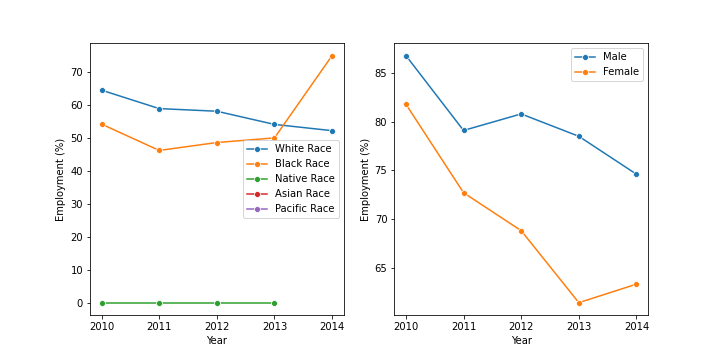 Employment (%)
70
60
50
40
30
20
10
0
2010 2011 2012 2013 2014
Year
White Race
Black Race
Native Race
Asian Race
Pacific Race
Employment (%)
85
80
75
70
65
2010 2011 2012 2013 2014
Year
Male
Female